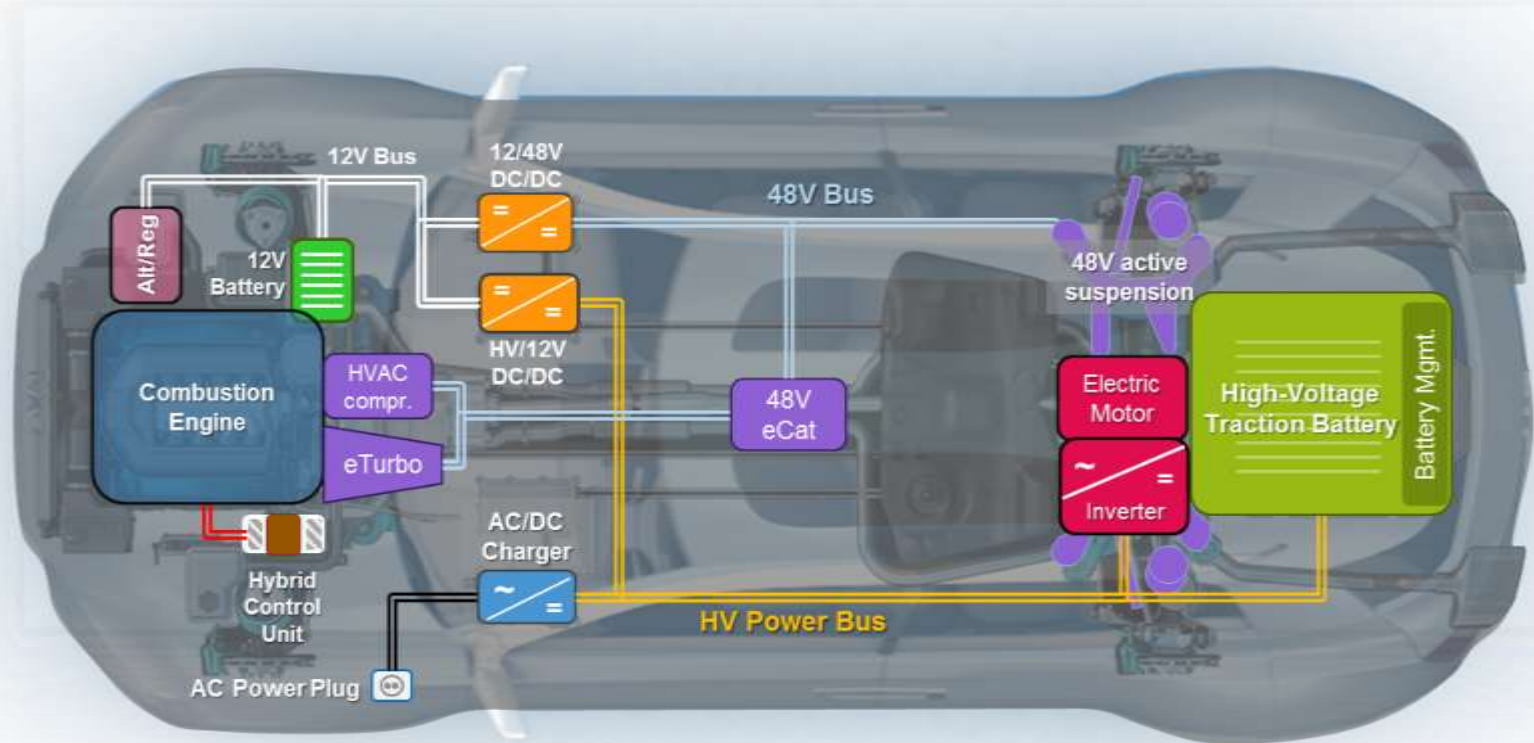 12V Bus
12/48V
DC/DC
48V Bus
Alt/Reg
12V
Battery
48V active
suspension
HV/12V
DC/DC
Combustion
Engine
HVAC
compr.
eTurbo
48V
eCat
Electric
Motor
Inverter
High-Voltage
Traction Battery
Battery Mgmt.
AC/DC
Charger
Hybrid
Control
Unit
HV Power Bus
AC Power Plug